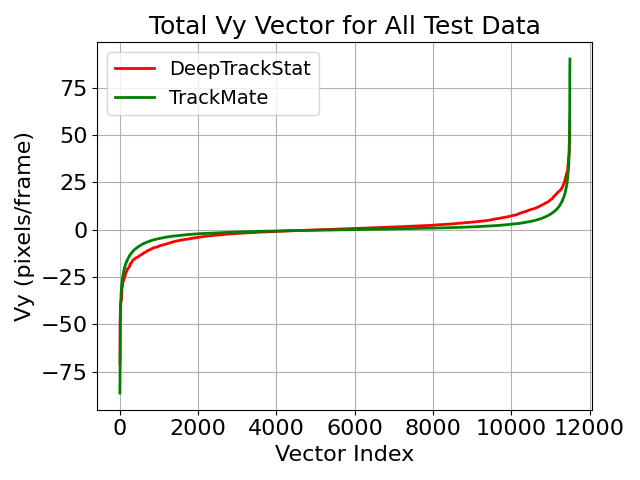 Total Vy Vector for All Test Data
DeepTrackStat
TrackMate
Vy (pixels/frame)
75
50
25
0
−25
−50
−75
0 2000 4000 6000 8000 10000 12000
Vector Index